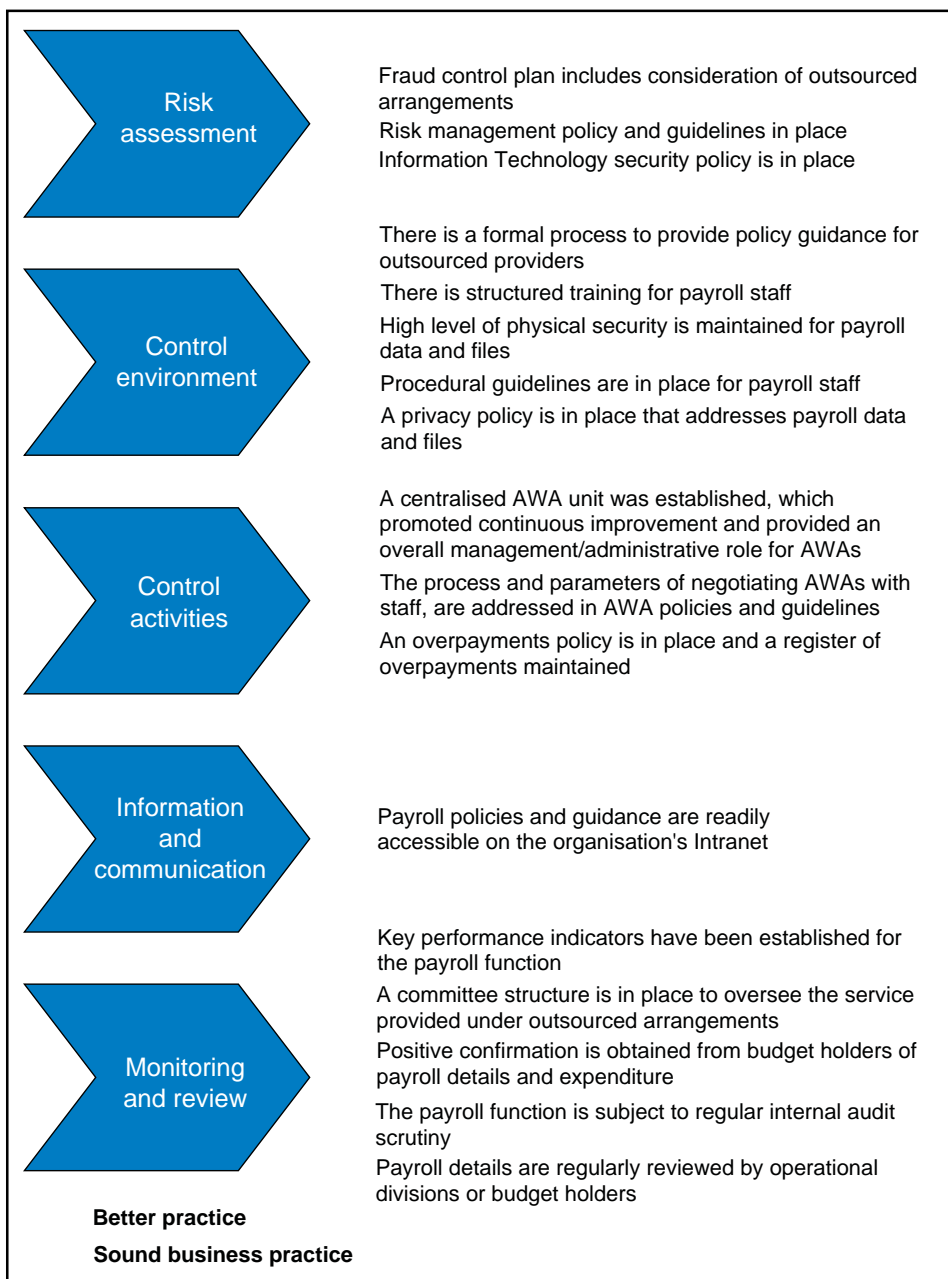 Risk
assessment
Fraud control plan includes consideration of outsourced
arrangements
Risk management policy and guidelines in place
Information Technology security policy is in place
Control
environment
There is a formal process to provide policy guidance for
outsourced providers
There is structured training for payroll staff
High level of physical security is maintained for payroll
data and files
Procedural guidelines are in place for payroll staff
A privacy policy is in place that addresses payroll data
and files
Control
activities
A centralised AWA unit was established, which
promoted continuous improvement and provided an
overall management/administrative role for AWAs
The process and parameters of negotiating AWAs with
staff, are addressed in AWA policies and guidelines
An overpayments policy is in place and a register of
overpayments maintained
Information
and
communication
Payroll policies and guidance are readily
accessible on the organisation's Intranet
Monitoring
and review
Key performance indicators have been established for
the payroll function
A committee structure is in place to oversee the service
provided under outsourced arrangements
Positive confirmation is obtained from budget holders of
payroll details and expenditure
The payroll function is subject to regular internal audit
scrutiny
Payroll details are regularly reviewed by operational
divisions or budget holders
Better practice
Sound business practice